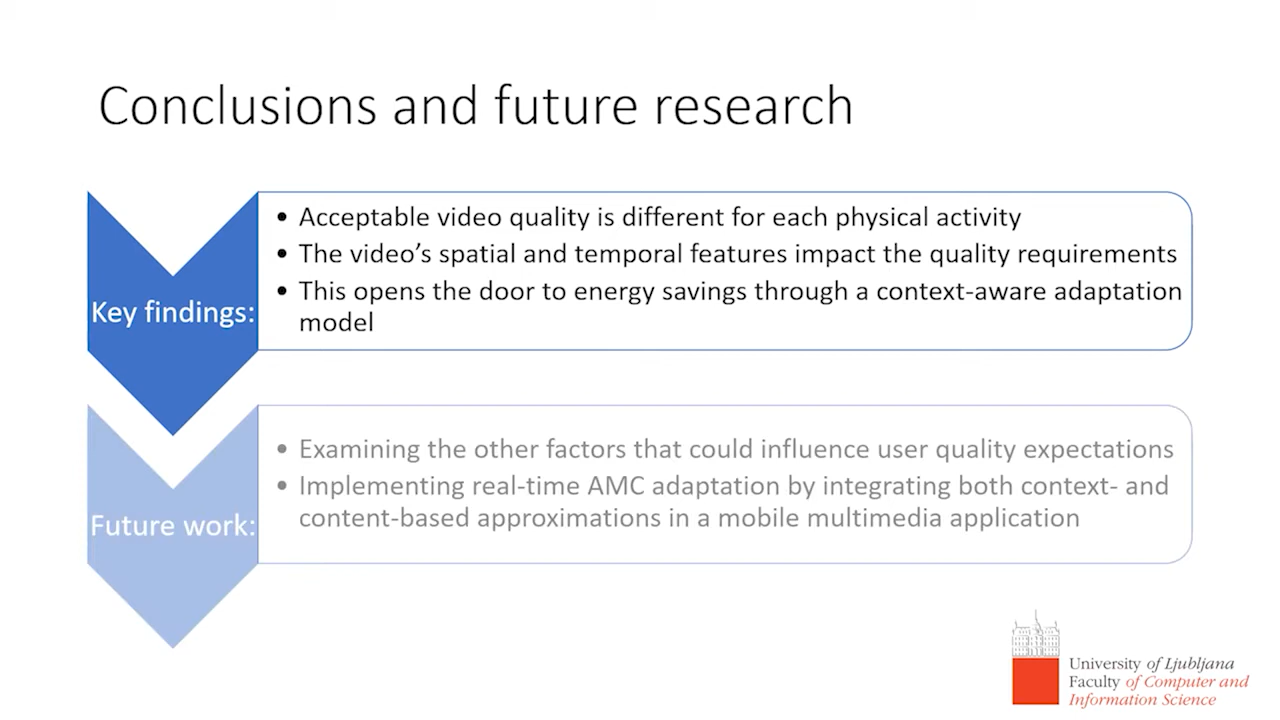 Conclusions and future research
Key findings:
• Acceptable video quality is different for each physical activity
• The video's spatial and temporal features impact the quality requirements
• This opens the door to energy savings through a context-aware adaptation
model
Future work:
• Examining the other factors that could influence user quality expectations
• Implementing real-time AMC adaptation by integrating both context- and
content-based approximations in a mobile multimedia application
University of Ljubljana
Faculty of Computer and
Information Science